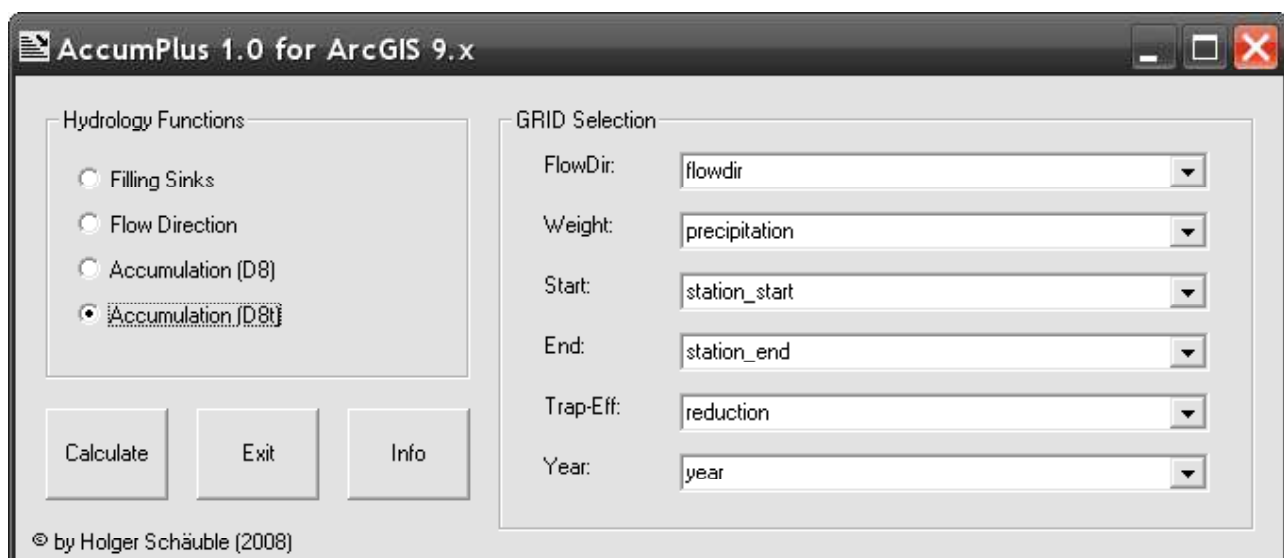 AccumPlus 1.0 for ArcGIS 9.x
Hydrology Functions
Filling Sinks
Flow Direction
Accumulation (D8)
Accumulation (D8t)
Calculate
Exit
Info
© by Holger Schäuble (2008)
GRID Selection
FlowDir: flowdir
Weight: precipitation
Start: station_start
End: station_end
Trap-Eff: reduction
Year: year